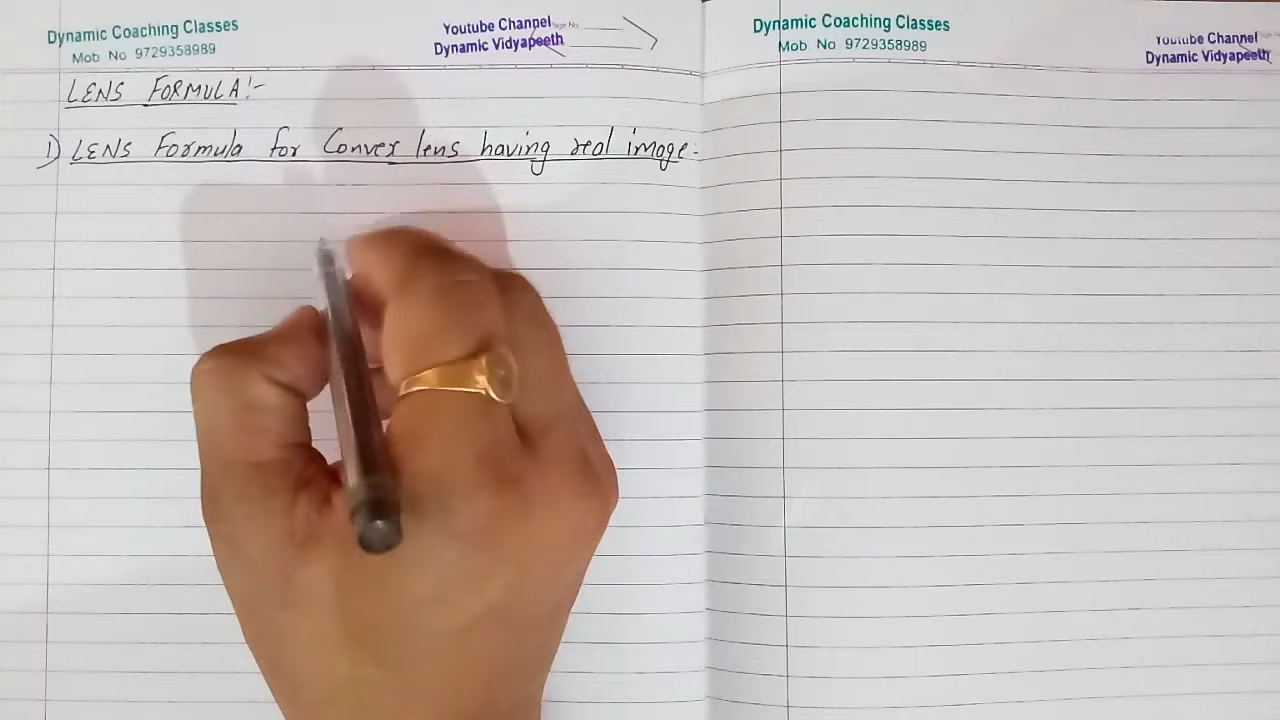 Dynamic Coaching Classes
Mob No 9729358989
Youtube Channel
Dynamic Vidyapeeth
LENS FORMULA:-
1) LENS Formula for Convex lens having real image.
Dynamic Coaching Classes
Mob No 9729358989
Youtube Channel
Dynamic Vidyapeeth